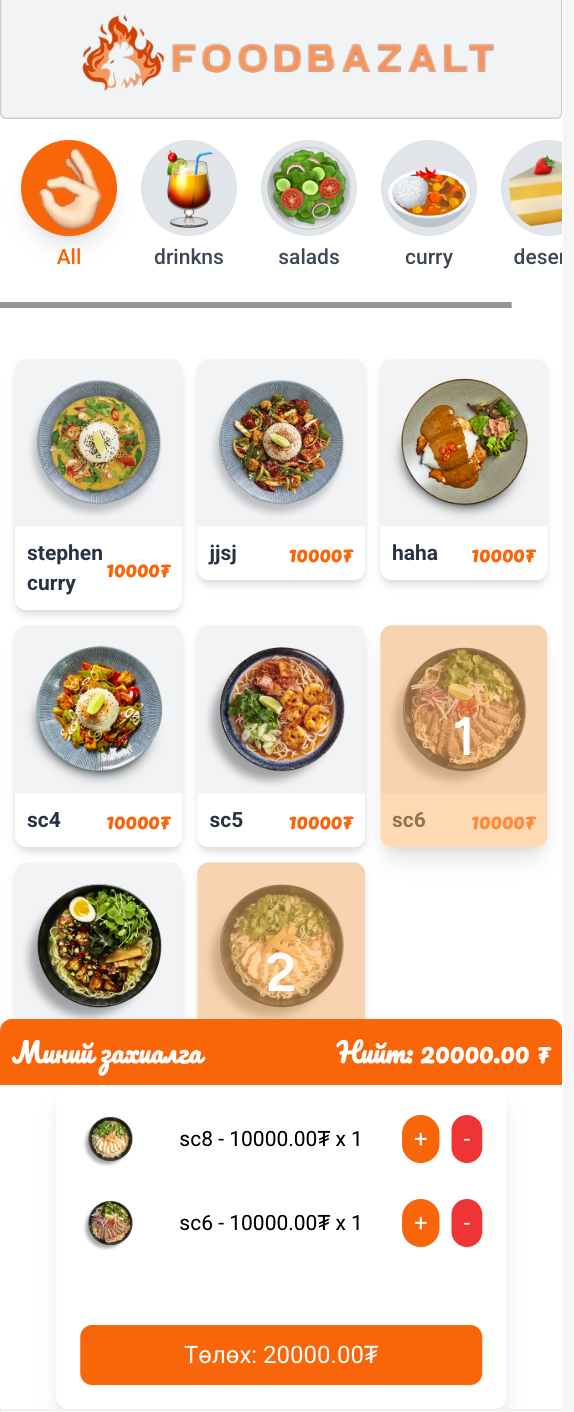 FOODBAZALT
All
drinkns
salads
curry
deser
stephen curry
10000₮
jjsj
10000₮
haha
10000₮
sc4
10000₮
sc5
10000₮
1
sc6
10000₮
2
Миний захиалга
Нийт: 20000.00 ₮
sc8 - 10000.00₮ x 1
+
-
sc6 - 10000.00₮ x 1
+
-
Төлөх: 20000.00₮